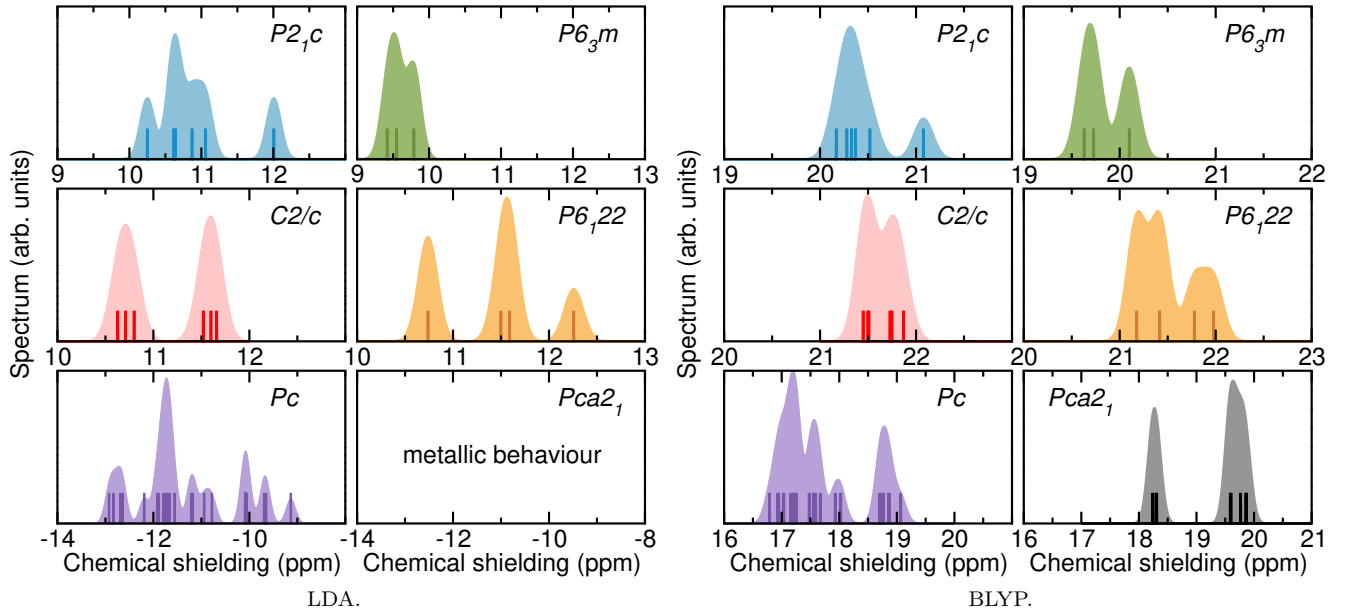 P2₁c
P6₃m
9 10 11 12
9 10 11 12 13
C2/c
P6₁22
10 11 12
10 11 12 13
Pc
Pca2₁
metallic behaviour
-14 -12 -10
-14 -12 -10 -8
Spectrum (arb. units)
Chemical shielding (ppm)
Chemical shielding (ppm)
LDA.
P2₁c
P6₃m
19 20 21
19 20 21 22
C2/c
P6₁22
20 21 22
20 21 22 23
Pc
Pca2₁
16 17 18 19 20
16 17 18 19 20 21
Spectrum (arb. units)
Chemical shielding (ppm)
Chemical shielding (ppm)
BLYP.